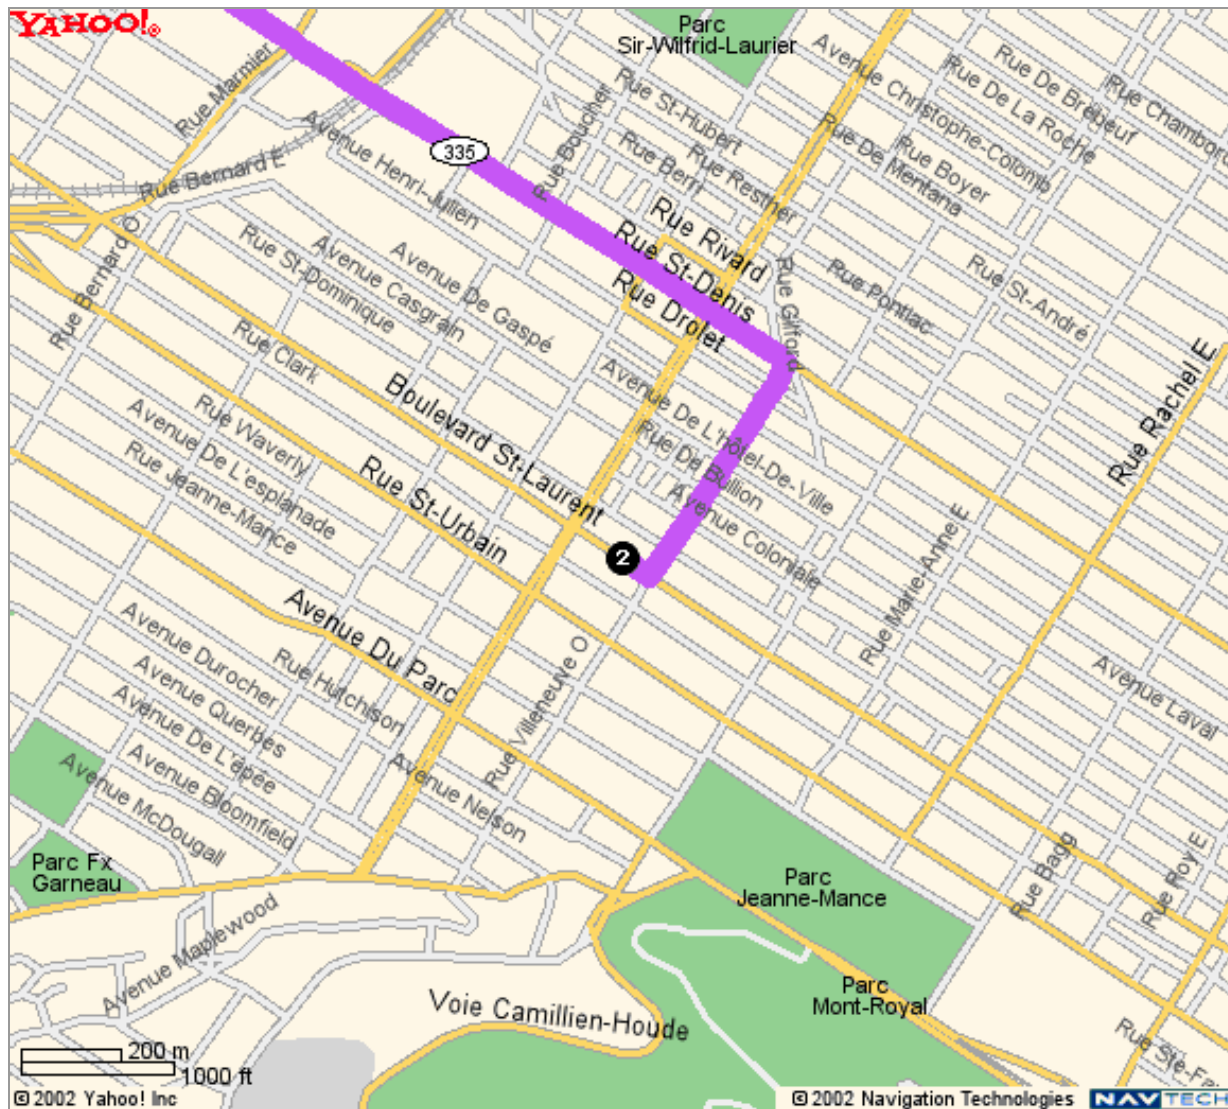 YAHOO!®
Parc
Sir-Wilfrid-Laurier
Rue Marmier
Avenue Christophe-Colomb
Rue De La Roche
Rue De Brébeuf
Rue Chambord
335
Rue Boucher
Rue St-Hubert
Rue Berri
Rue Resther
Rue De Mentana
Rue Boyer
Avenue Henri-Julien
Rue Bernard E
Rue Bernard O
Rue Rivard
Rue St-Denis
Rue Drolet
Rue Gilford
Rue Pontiac
Rue St-André
Rue St-Dominique
Avenue Casgrain
Avenue De Gaspé
Rue Clark
Boulevard St-Laurent
Rue Rachel E
Avenue De L'hôtel-De-Ville
Rue De Bullion
Avenue Coloniale
Rue Waverly
Avenue De L'esplanade
Rue Jeanne-Mance
Rue St-Urbain
2
Rue Marie-Anne E
Avenue Du Parc
Avenue Durocher
Rue Hutchison
Avenue Querbes
Avenue De L'épée
Avenue Bloomfield
Avenue McDougall
Rue Villeneuve O
Avenue Nelson
Avenue Laval
Parc Fx
Garneau
Parc
Jeanne-Mance
Rue Bagg
Rue Roy E
Avenue Maplewood
Voie Camillien-Houde
Parc
Mont-Royal
200 m
1000 ft
© 2002 Yahoo! Inc
© 2002 Navigation Technologies
NAVTECH